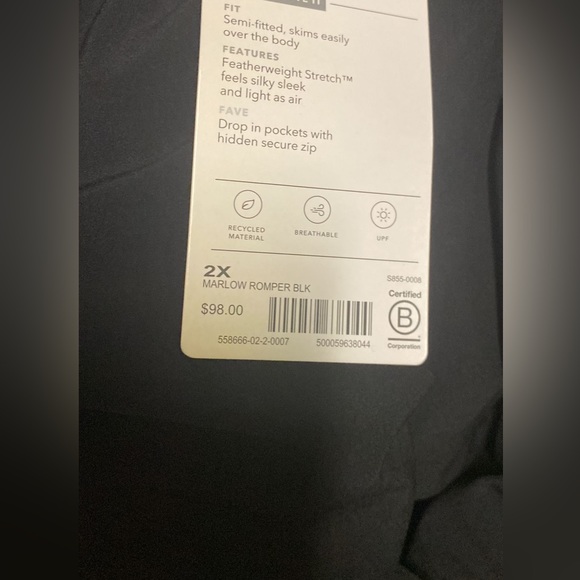 FIT
Semi-fitted, skims easily
over the body
FEATURES
Featherweight Stretch™
feels silky sleek
and light as air
FAVE
Drop in pockets with
hidden secure zip
RECYCLED
MATERIAL
BREATHABLE
UPF
2X
MARLOW ROMPER BLK
$98.00
558666-02-2-0007
500059638044
S855-0008
Certified
B
Corporation